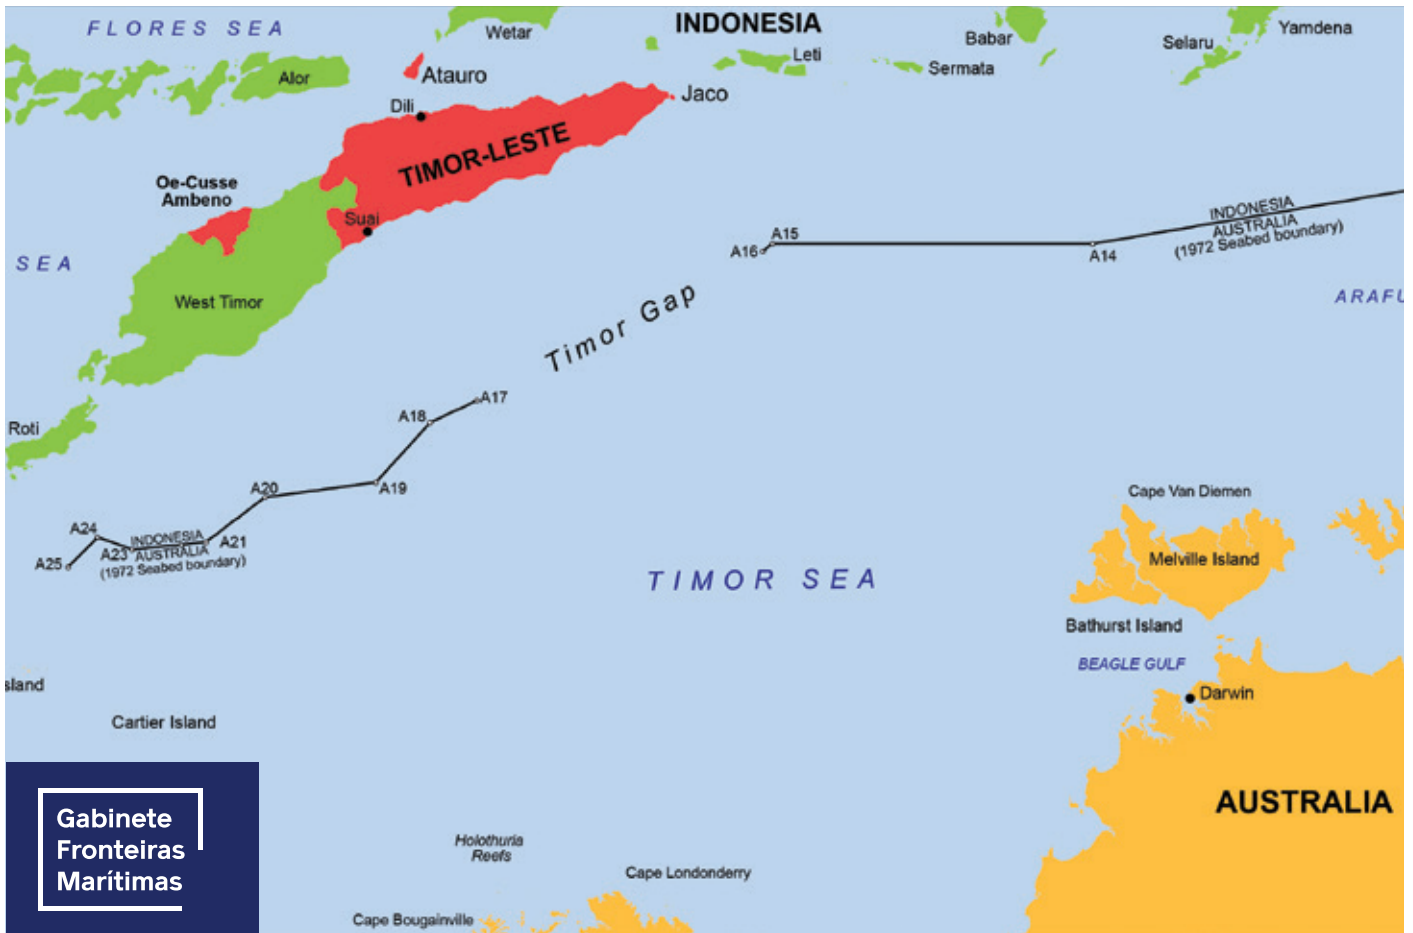 FLORES SEA
INDONESIA
Wetar
Babar
Yamdena
Selaru
Leti
Sermata
Alor
Atauro
Jaco
Dili
TIMOR-LESTE
Oe-Cusse
Ambeno
Suai
INDONESIA
AUSTRALIA
(1972 Seabed boundary)
A16
A15
A14
SEA
West Timor
Timor Gap
ARAFU
A17
A18
Roti
A19
A20
A21
A23
A24
A25
INDONESIA
AUSTRALIA
(1972 Seabed boundary)
Cape Van Diemen
Melville Island
TIMOR SEA
Bathurst Island
BEAGLE GULF
Darwin
sland
Cartier Island
AUSTRALIA
Gabinete
Fronteiras
Marítimas
Holothuria
Reefs
Cape Londonderry
Cape Bougainville